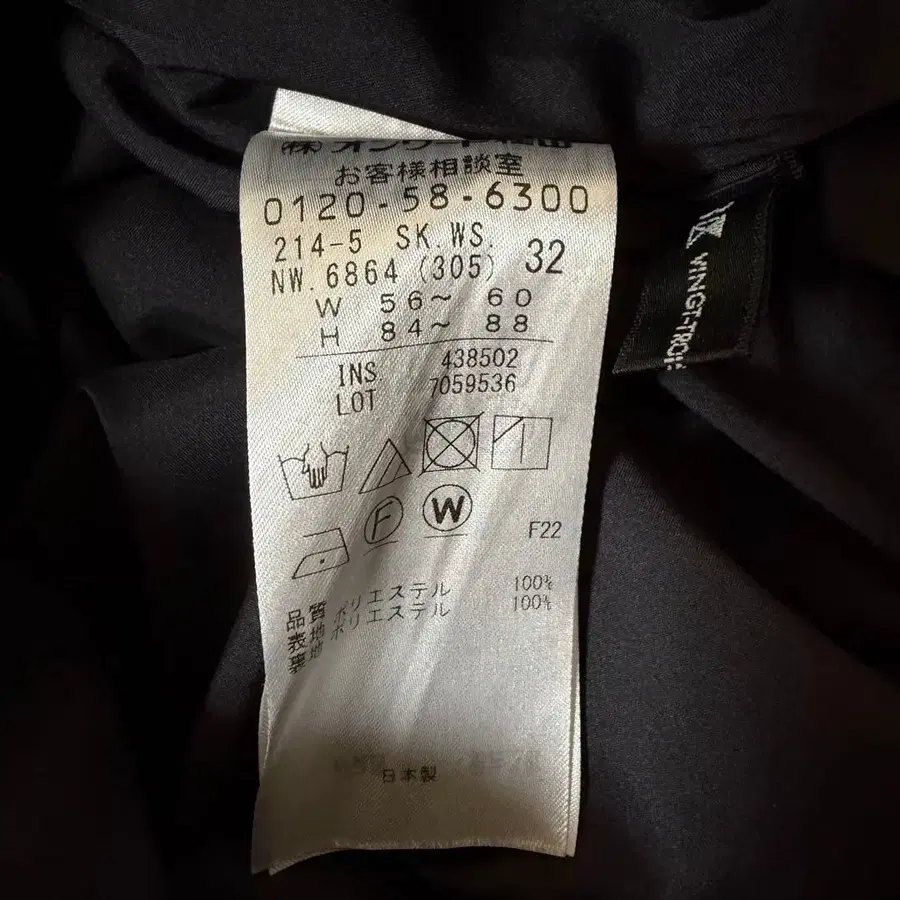 お客様相談室
0120-58-6300
214-5 SK.WS.
NW.6864 (305) 32
W 56~ 60
H 84~ 88
INS. 438502
LOT 7059536
F
W
F22
品質
表地 ポリエステル 100%
裏地 ポリエステル 100%
日本製
VINGT-TROIS